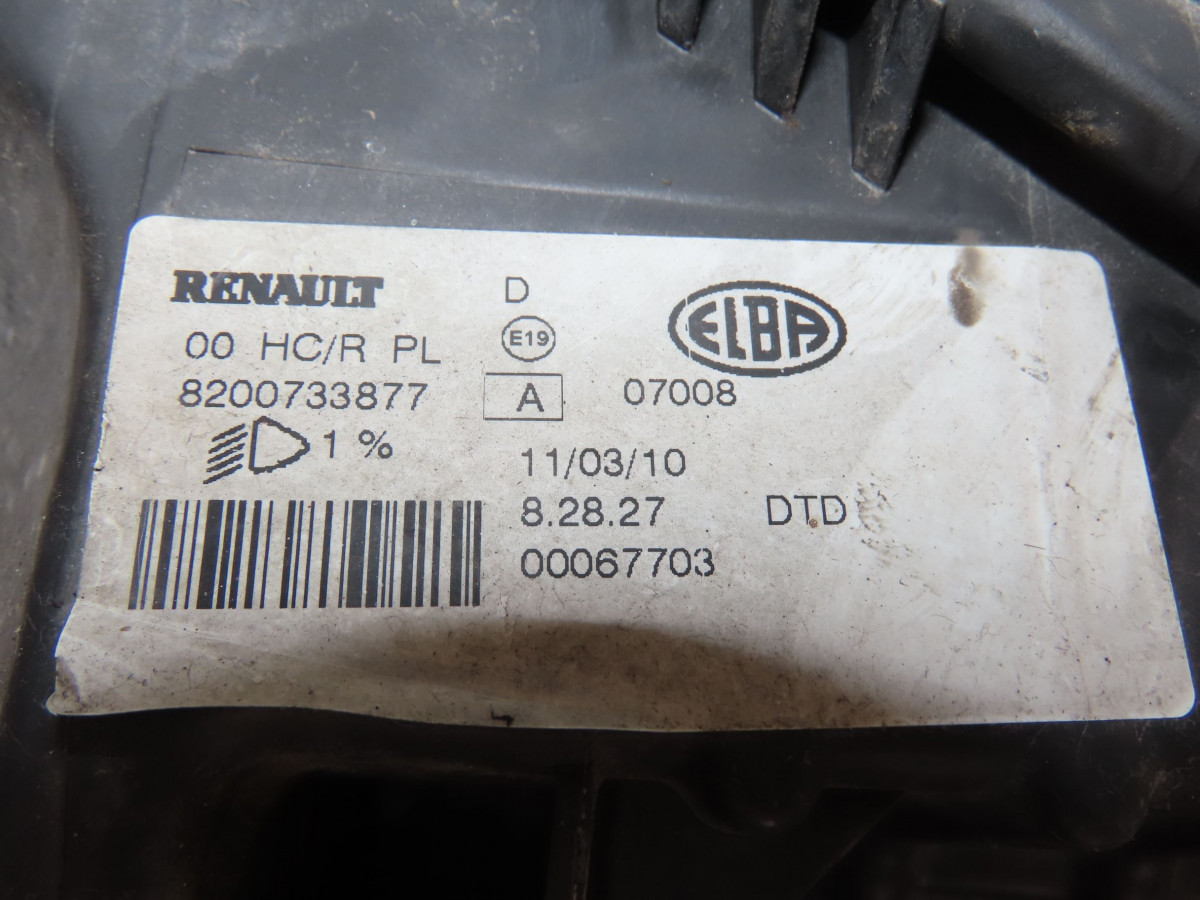 RENAULT D ELBA
00 HC/R PL E19
8200733877 A 07008
1 % 11/03/10
8.28.27 DTD
00067703